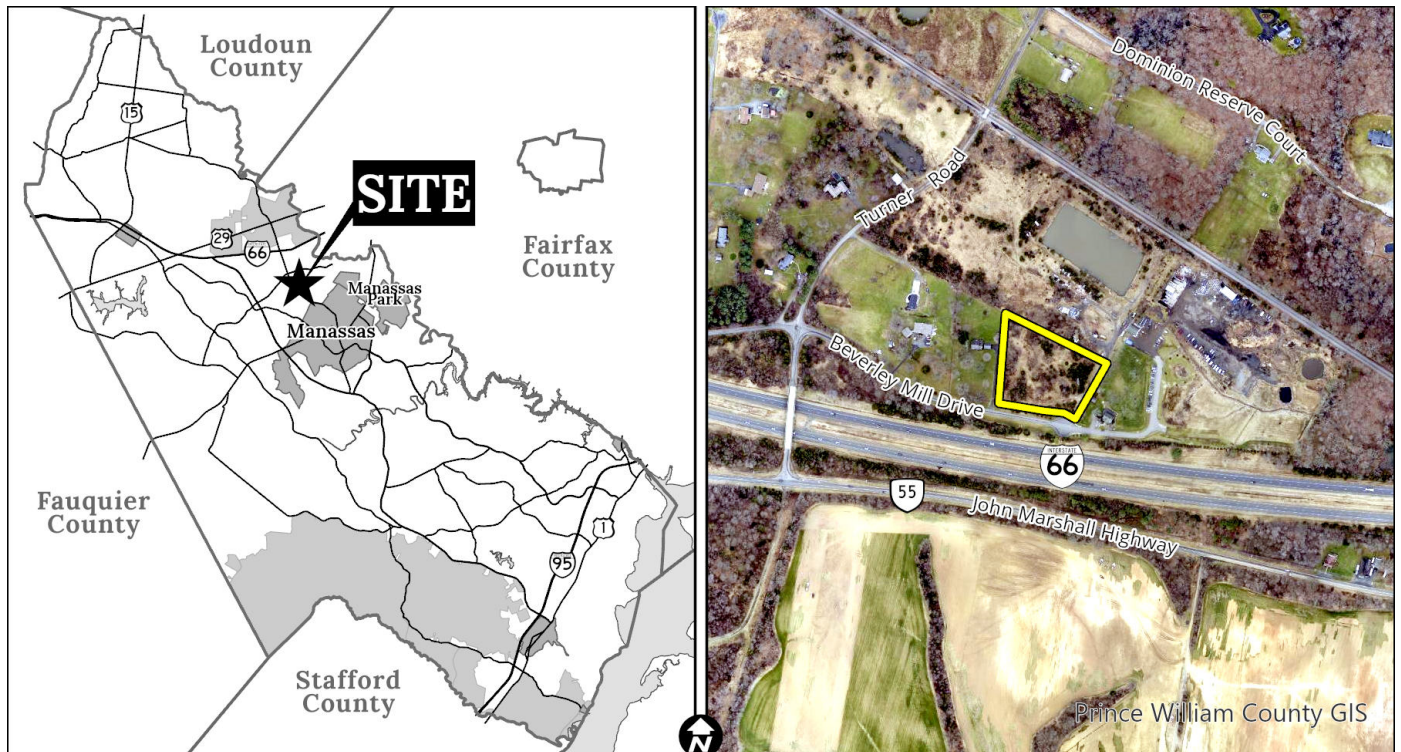 Loudoun
County
15
SITE
29
66
Fairfax
County
Manassas
Park
Manassas
Fauquier
County
1
95
Stafford
County
N
Dominion Reserve Court
Turner Road
Beverley Mill Drive
INTERSTATE
66
55
John Marshall Highway
Prince William County GIS